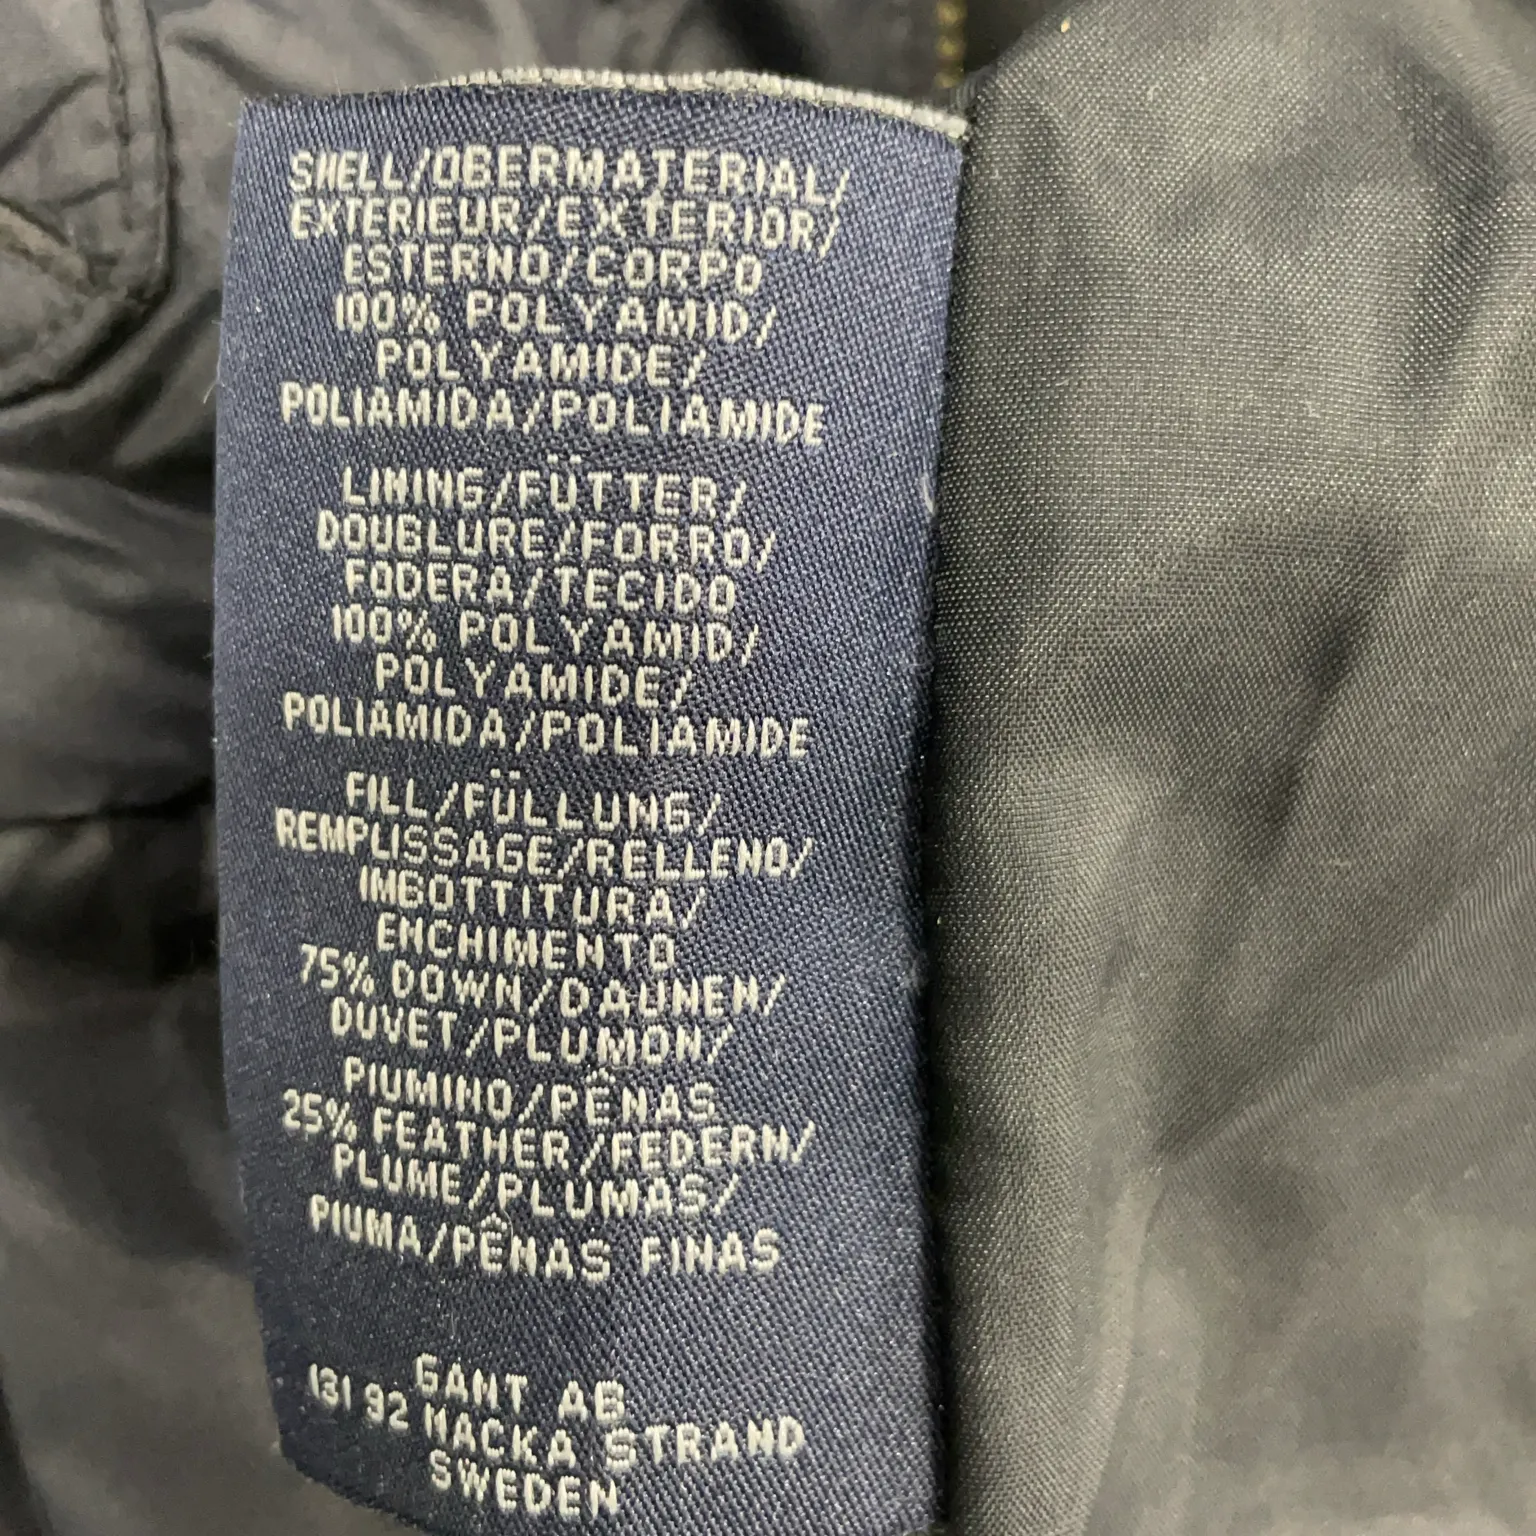 SHELL/OBERMATERIAL/
EXTERIEUR/EXTERIOR/
ESTERNO/CORPO
100% POLYAMID/
POLYAMIDE/
POLIAMIDA/POLIAMIDE
LINING/FÜTTER/
DOUBLURE/FORRO/
FODERA/TECIDO
100% POLYAMID/
POLYAMIDE/
POLIAMIDA/POLIAMIDE
FILL/FÜLLUNG/
REMPLISSAGE/RELLENO/
IMBOTTITURA/
ENCHIMENTO
75% DOWN/DAUNEN/
DUVET/PLUMON/
PIUMINO/PÊNAS
25% FEATHER/FEDERN/
PLUME/PLUMAS/
PIUMA/PÊNAS FINAS
GANT AB
131 92 NACKA STRAND
SWEDEN